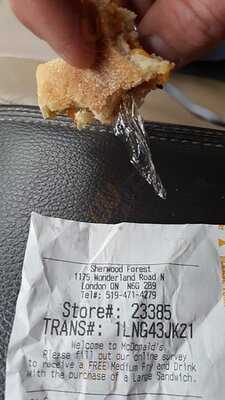 Sherwood Forest
1175 Wonderland Road N
London ON N6G 2B9
Tel#: 519-471-4279
Store#: 23385
TRANS#: 1LNG43JK21
Welcome to McDonald's
Please fill out our online survey
to receive a FREE Medium Fry and Drink
with the purchase of a Large Sandwich.